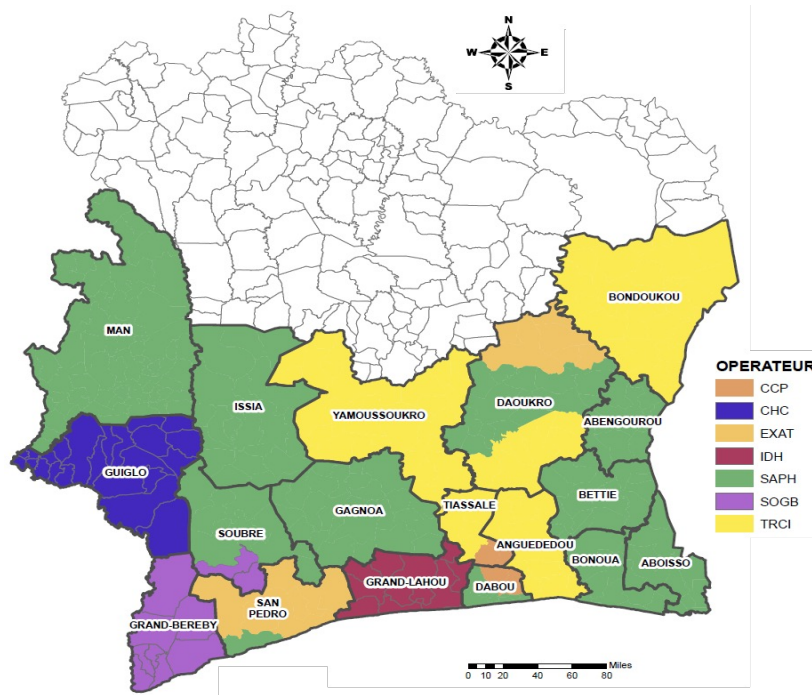 N
W E
S
BONDOUKOU
MAN
OPERATEUR
CCP
CHC
EXAT
IDH
SAPH
SOGB
TRCI
ISSIA
YAMOUSSOUKRO
DAOUKRO
ABENGOUROU
GUIGLO
BETTIE
GAGNOA
TIASSALE
SOUBRE
ANGUEDEDOU
BONOUA
ABOISSO
GRAND-LAHOU
DABOU
SAN
PEDRO
GRAND-BEREBY
Miles
0 10 20 40 60 80